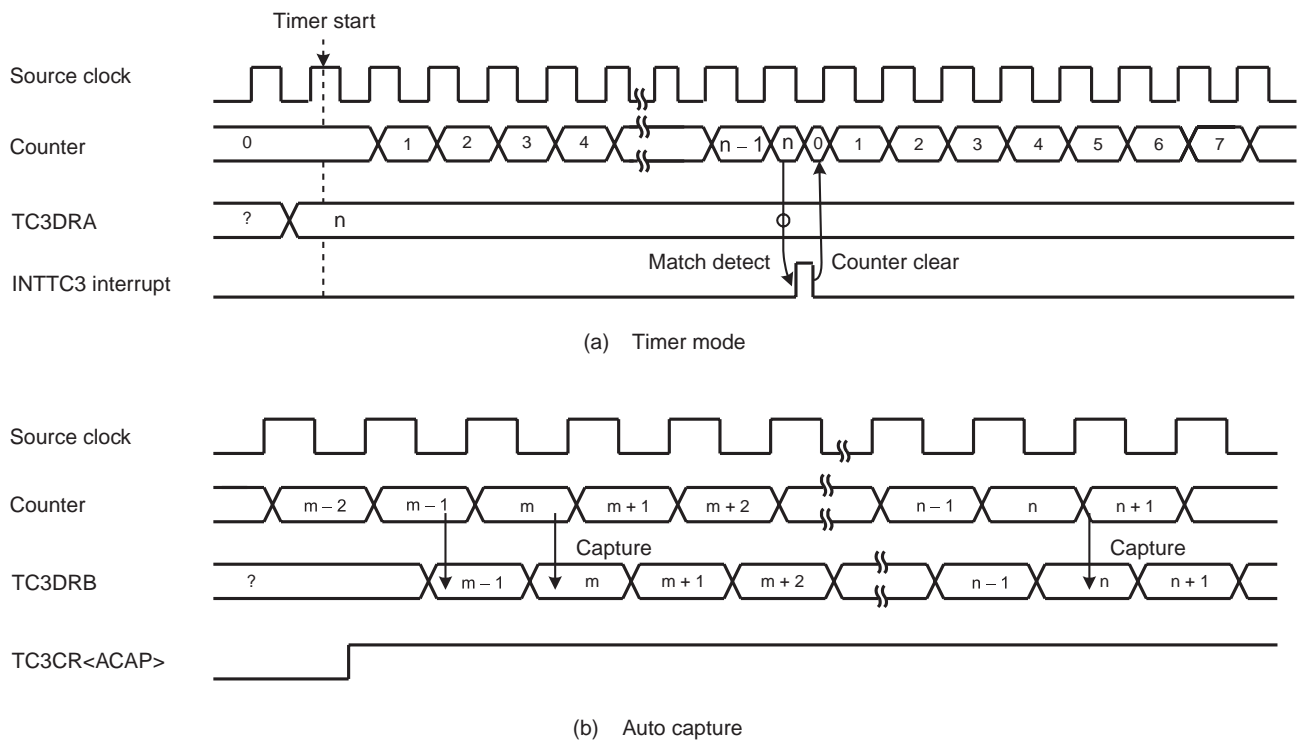 Timer start
Source clock
Counter 0 1 2 3 4 n – 1 n 0 1 2 3 4 5 6 7
TC3DRA ? n
Match detect Counter clear
INTTC3 interrupt
(a) Timer mode
Source clock
Counter m – 2 m – 1 m m + 1 m + 2 n – 1 n n + 1
Capture Capture
TC3DRB ? m – 1 m m + 1 m + 2 n – 1 n n + 1
TC3CR<ACAP>
(b) Auto capture